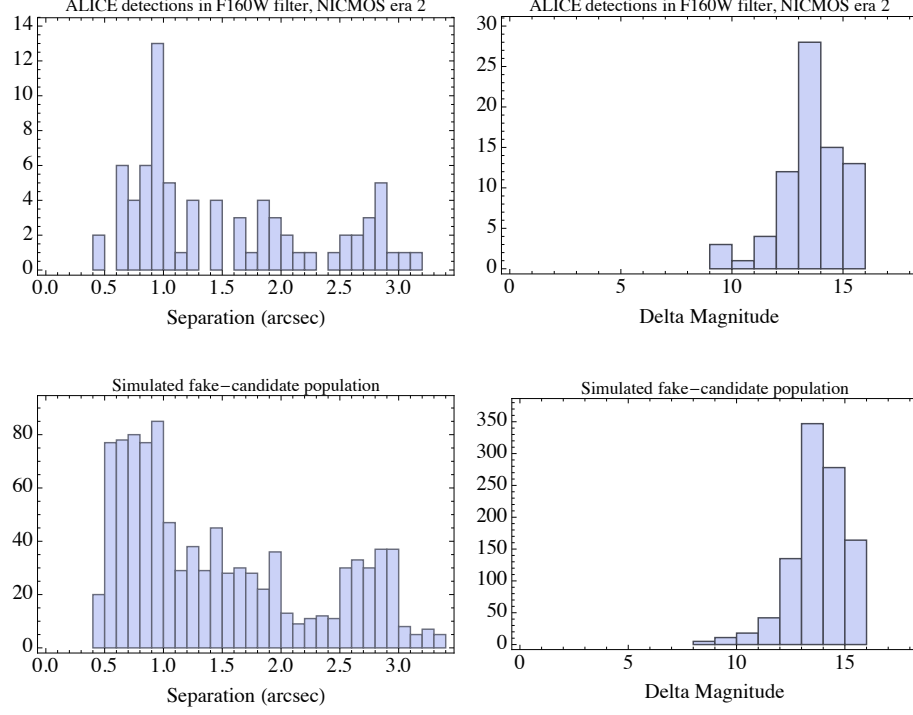 ALICE detections in F160W filter, NICMOS era 2
14
12
10
8
6
4
2
0
0.0 0.5 1.0 1.5 2.0 2.5 3.0
Separation (arcsec)
ALICE detections in F160W filter, NICMOS era 2
30
25
20
15
10
5
0
0 5 10 15
Delta Magnitude
Simulated fake−candidate population
80
60
40
20
0
0.0 0.5 1.0 1.5 2.0 2.5 3.0
Separation (arcsec)
Simulated fake−candidate population
350
300
250
200
150
100
50
0
0 5 10 15
Delta Magnitude